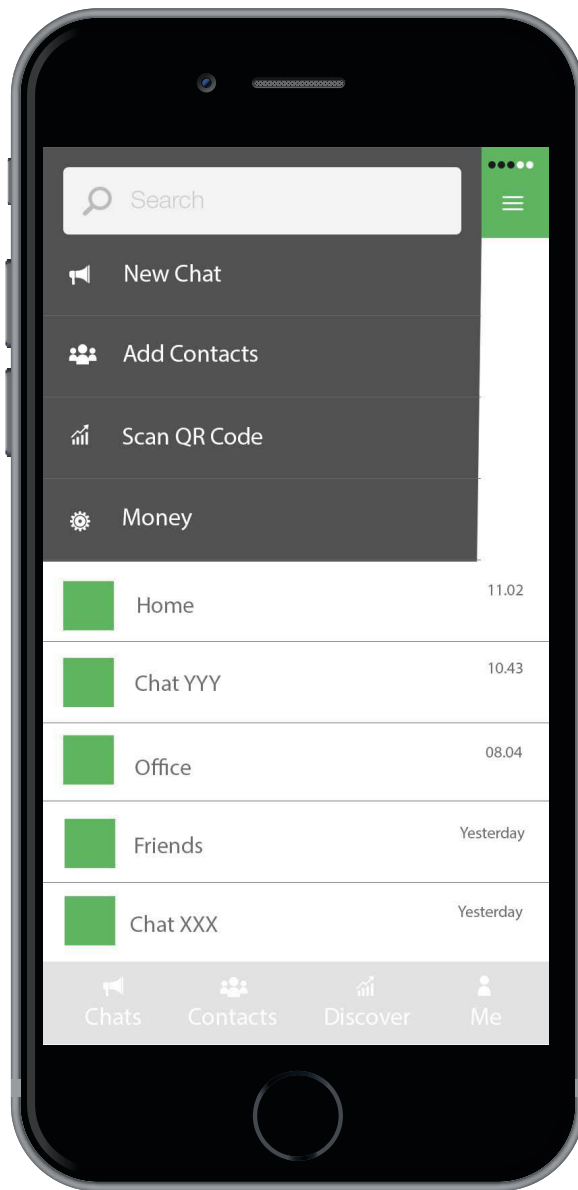 Search
New Chat
Add Contacts
Scan QR Code
Money
Home 11.02
Chat YYY 10.43
Office 08.04
Friends Yesterday
Chat XXX Yesterday
Chats Contacts Discover Me